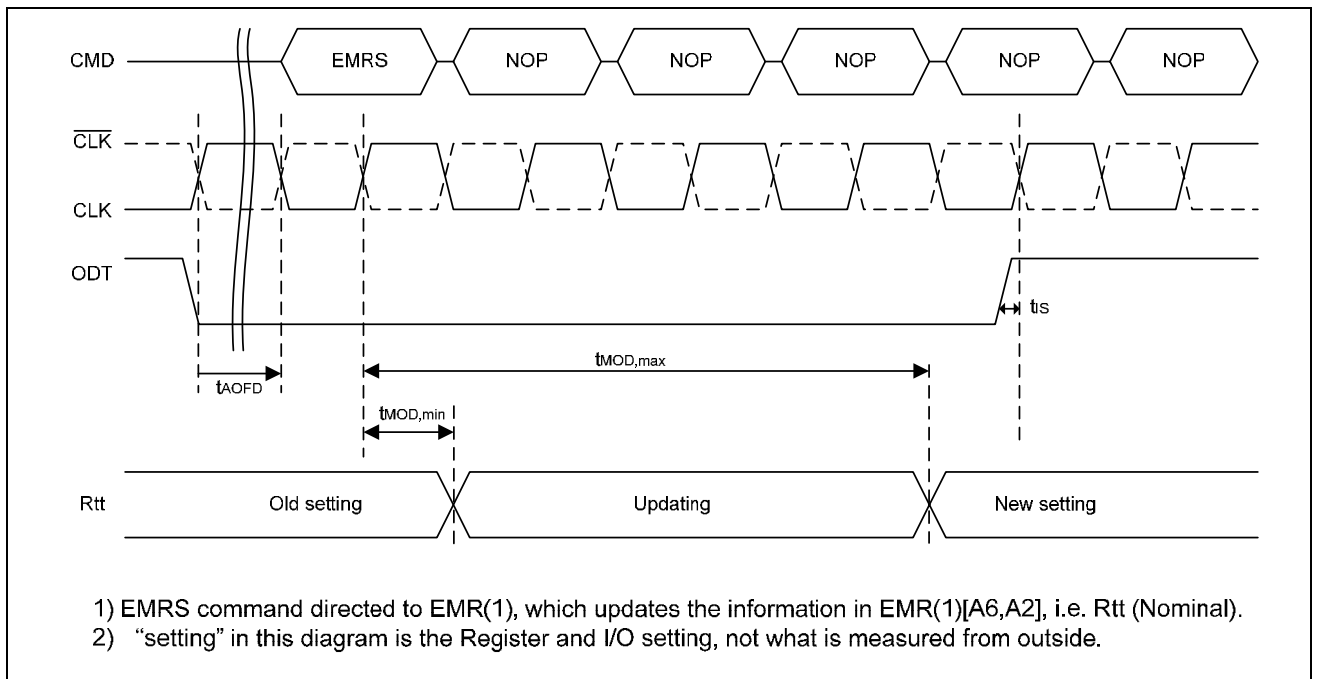 CMD EMRS NOP NOP NOP NOP NOP
CLK
CLK
ODT
tIS
tMOD,max
tAOFD
tMOD,min
Rtt Old setting Updating New setting
1) EMRS command directed to EMR(1), which updates the information in EMR(1)[A6,A2], i.e. Rtt (Nominal).
2) “setting” in this diagram is the Register and I/O setting, not what is measured from outside.